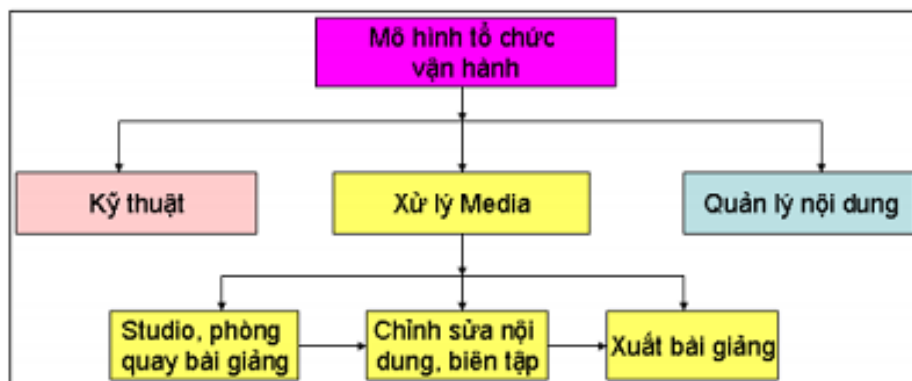 Mô hình tổ chức
vận hành
Kỹ thuật
Xử lý Media
Quản lý nội dung
Studio, phòng
quay bài giảng
Chỉnh sửa nội
dung, biên tập
Xuất bài giảng